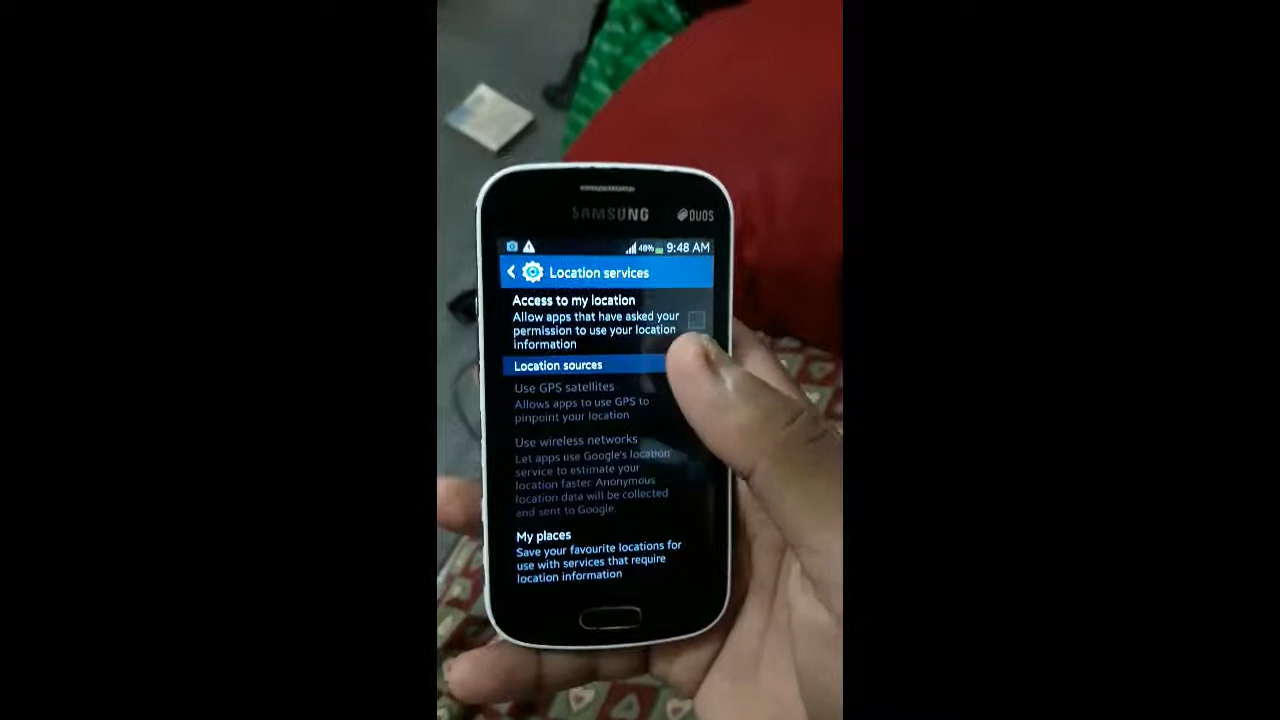 SAMSUNG DUOS
48% 9:48 AM
Location services
Access to my location
Allow apps that have asked your
permission to use your location
information
Location sources
Use GPS satellites
Allows apps to use GPS to
pinpoint your location
Use wireless networks
Let apps use Google's location
service to estimate your
location faster. Anonymous
location data will be collected
and sent to Google.
My places
Save your favourite locations for
use with services that require
location information